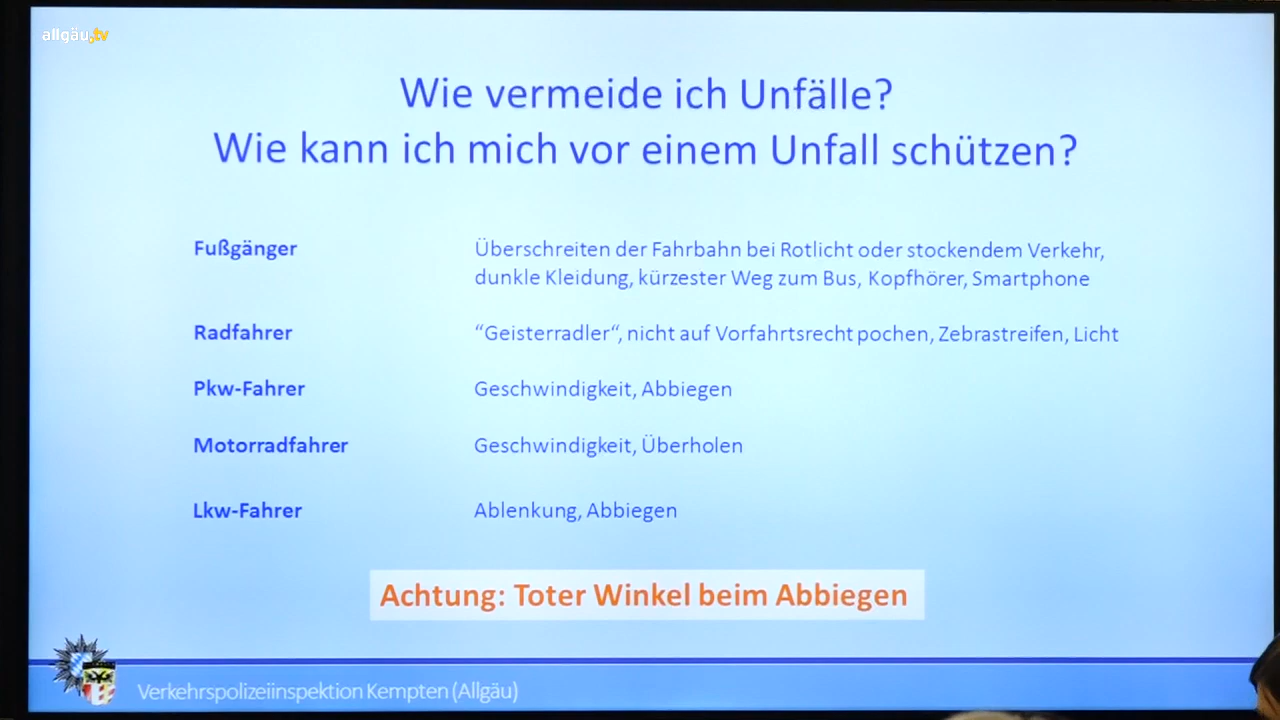 allgäu.tv
Wie vermeide ich Unfälle?
Wie kann ich mich vor einem Unfall schützen?
Fußgänger
Überschreiten der Fahrbahn bei Rotlicht oder stockendem Verkehr,
dunkle Kleidung, kürzester Weg zum Bus, Kopfhörer, Smartphone
Radfahrer
“Geisterradler“, nicht auf Vorfahrtsrecht pochen, Zebrastreifen, Licht
Pkw-Fahrer
Geschwindigkeit, Abbiegen
Motorradfahrer
Geschwindigkeit, Überholen
Lkw-Fahrer
Ablenkung, Abbiegen
Achtung: Toter Winkel beim Abbiegen
Verkehrspolizeiinspektion Kempten (Allgäu)